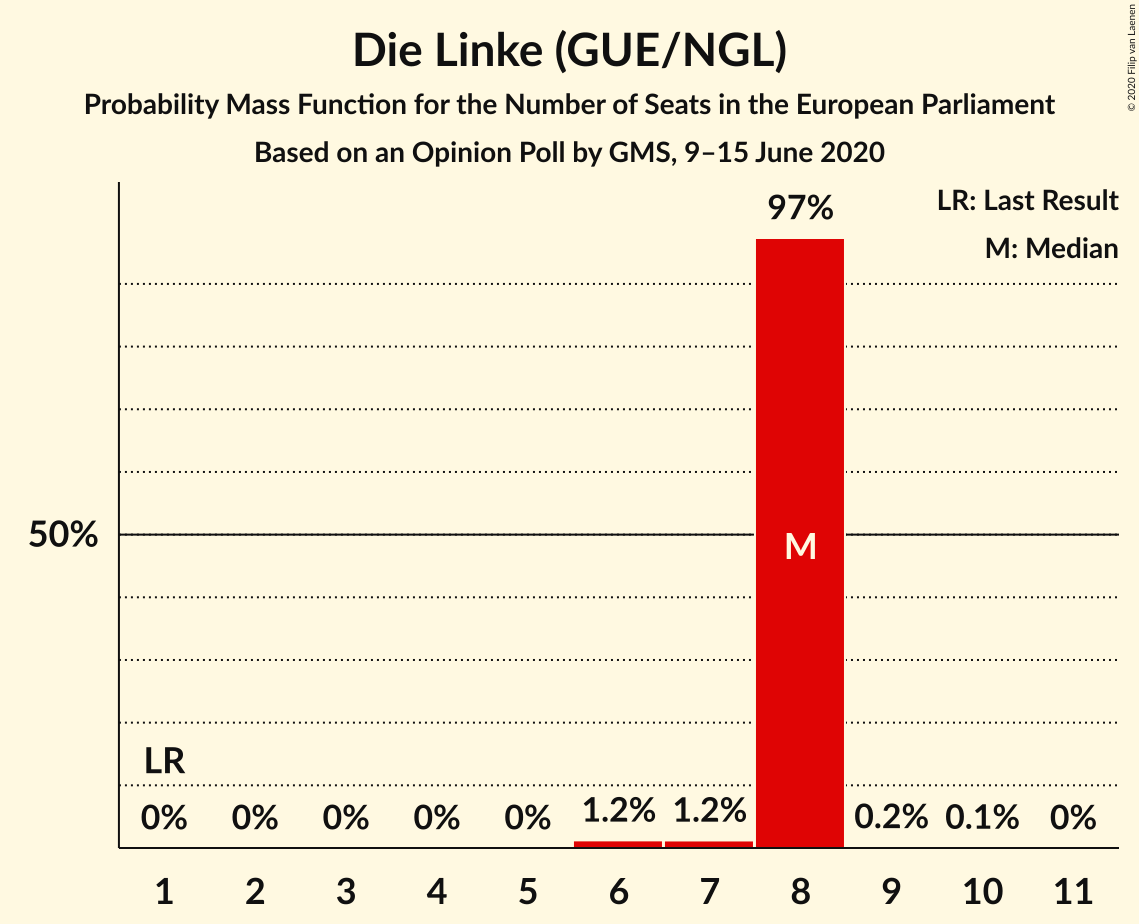 Die Linke (GUE/NGL)
Probability Mass Function for the Number of Seats in the European Parliament
Based on an Opinion Poll by GMS, 9–15 June 2020
© 2020 Filip van Laenen
LR: Last Result
M: Median
97%
50%
M
LR
0% 0% 0% 0% 0% 1.2% 1.2% 0.2% 0.1% 0%
1 2 3 4 5 6 7 8 9 10 11